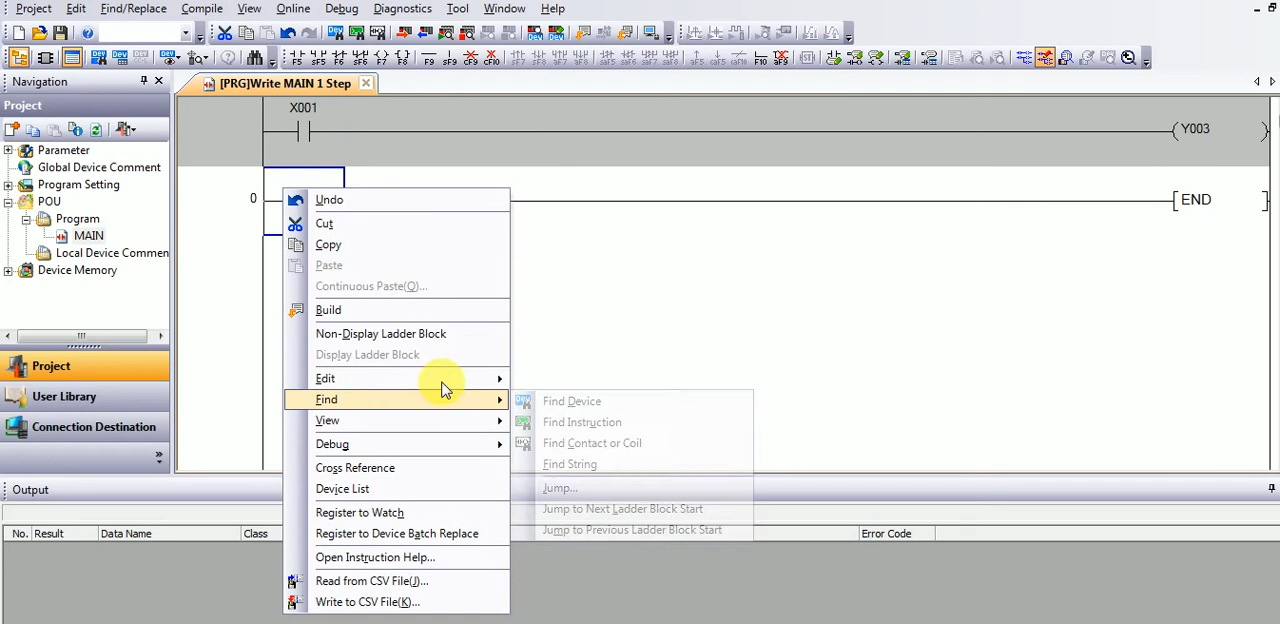 Project Edit Find/Replace Compile View Online Debug Diagnostics Tool Window Help
Navigation
[PRG]Write MAIN 1 Step
Project
X001
Y003
Parameter
Global Device Comment
Program Setting
POU
Program
MAIN
Local Device Commen
Device Memory
0
END
Undo
Cut
Copy
Paste
Continuous Paste(Q)...
Build
Non-Display Ladder Block
Display Ladder Block
Edit
Find
View
Debug
Cross Reference
Device List
Register to Watch
Register to Device Batch Replace
Open Instruction Help...
Read from CSV File(J)...
Write to CSV File(K)...
Find Device
Find Instruction
Find Contact or Coil
Find String
Jump...
Jump to Next Ladder Block Start
Jump to Previous Ladder Block Start
Project
User Library
Connection Destination
Output
No. Result Data Name Class Error Code